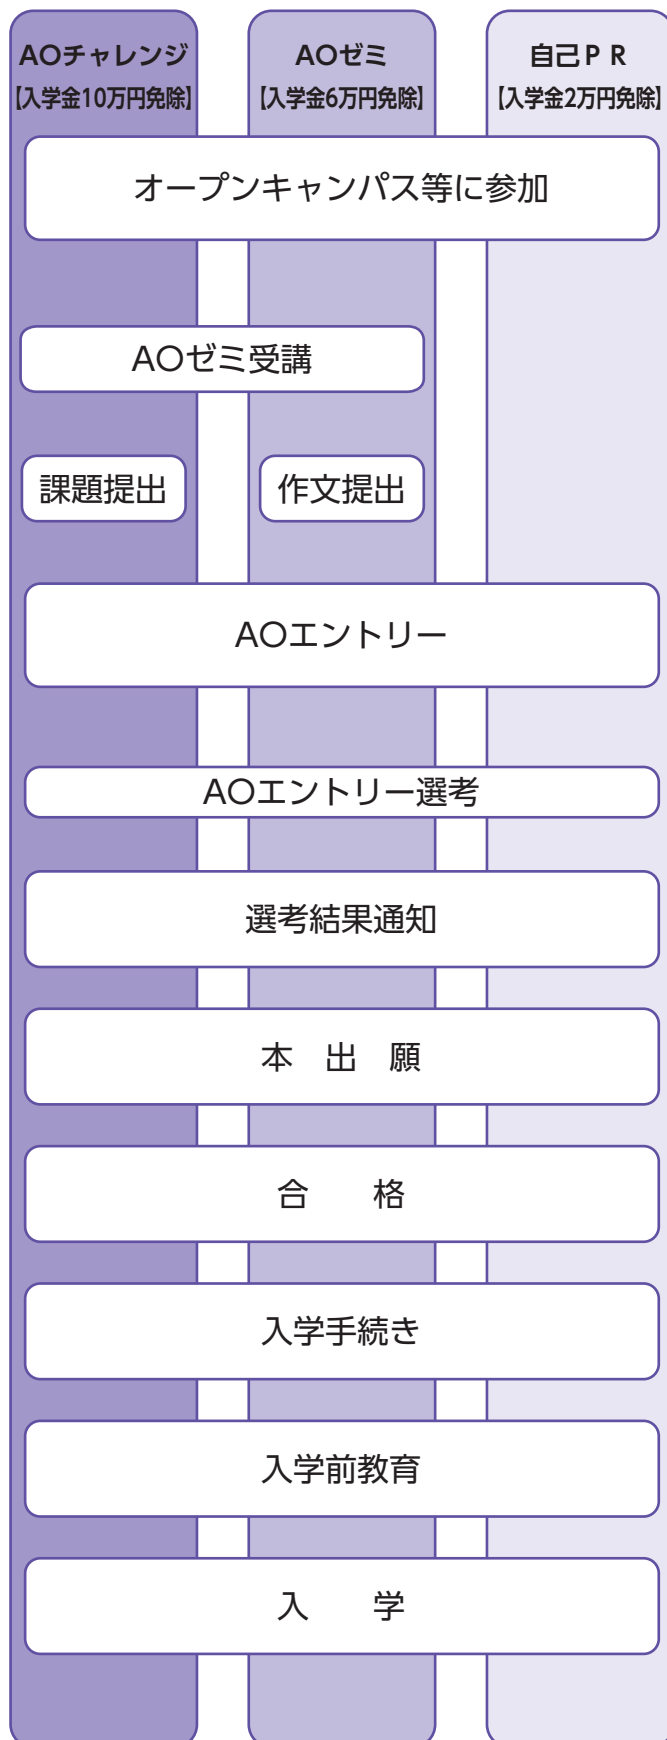 AOチャレンジ
【入学金10万円免除】
AOゼミ
【入学金6万円免除】
自己ＰＲ
【入学金2万円免除】
オープンキャンパス等に参加
AOゼミ受講
課題提出
作文提出
AOエントリー
AOエントリー選考
選考結果通知
本　出　願
合　　格
入学手続き
入学前教育
入　　学